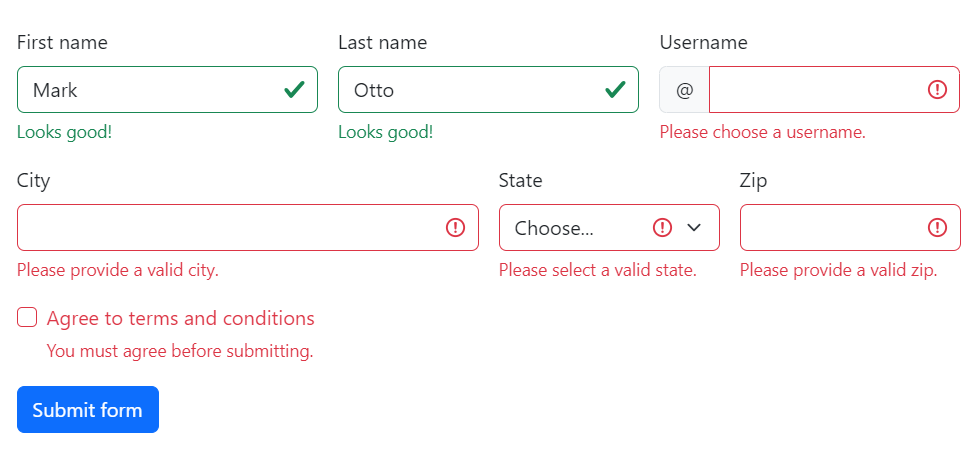 First name Last name Username
Mark Otto @
Looks good! Looks good! Please choose a username.
City State Zip
Choose...
Please provide a valid city. Please select a valid state. Please provide a valid zip.
Agree to terms and conditions
You must agree before submitting.
Submit form